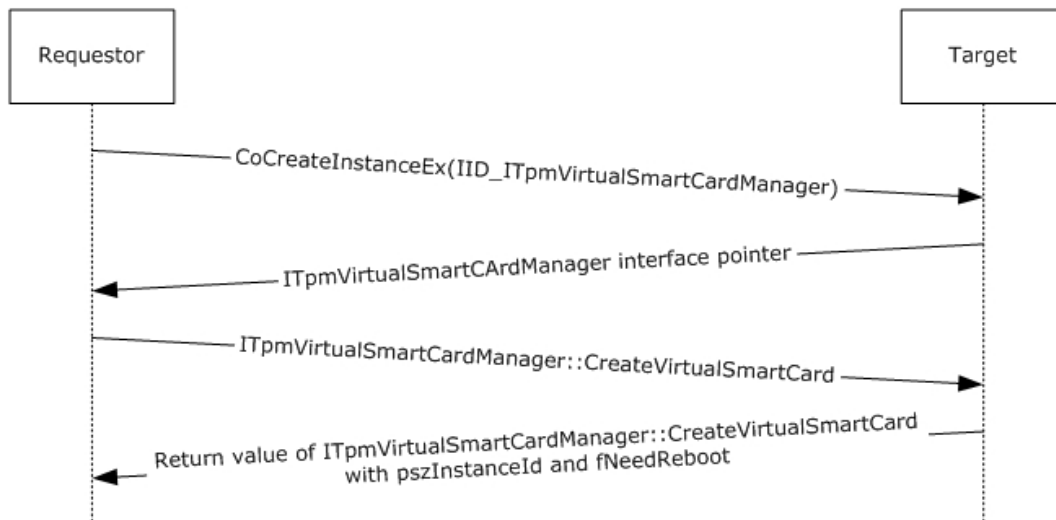 Requestor
Target
CoCreateInstanceEx(IID_ITpmVirtualSmartCardManager)
ITpmVirtualSmartCArdManager interface pointer
ITpmVirtualSmartCardManager::CreateVirtualSmartCard
Return value of ITpmVirtualSmartCardManager::CreateVirtualSmartCard
with pszInstanceId and fNeedReboot